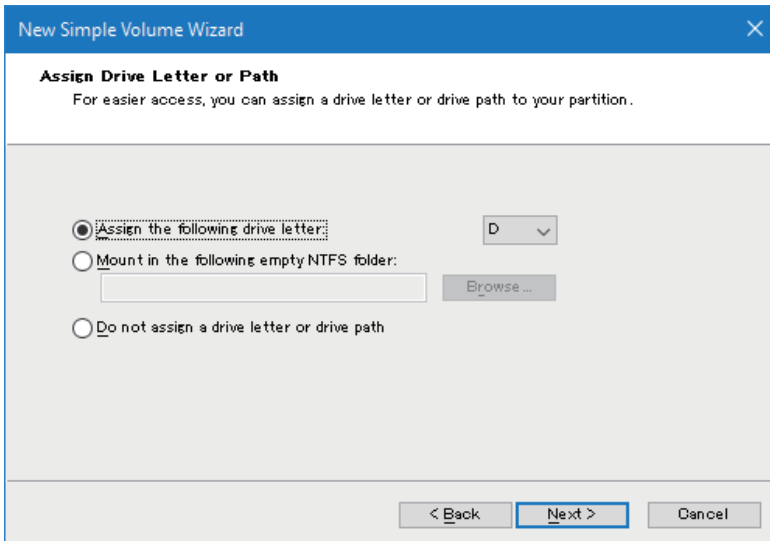 New Simple Volume Wizard
Assign Drive Letter or Path
For easier access, you can assign a drive letter or drive path to your partition.
Assign the following drive letter: D
Mount in the following empty NTFS folder:
Browse...
Do not assign a drive letter or drive path
< Back Next > Cancel